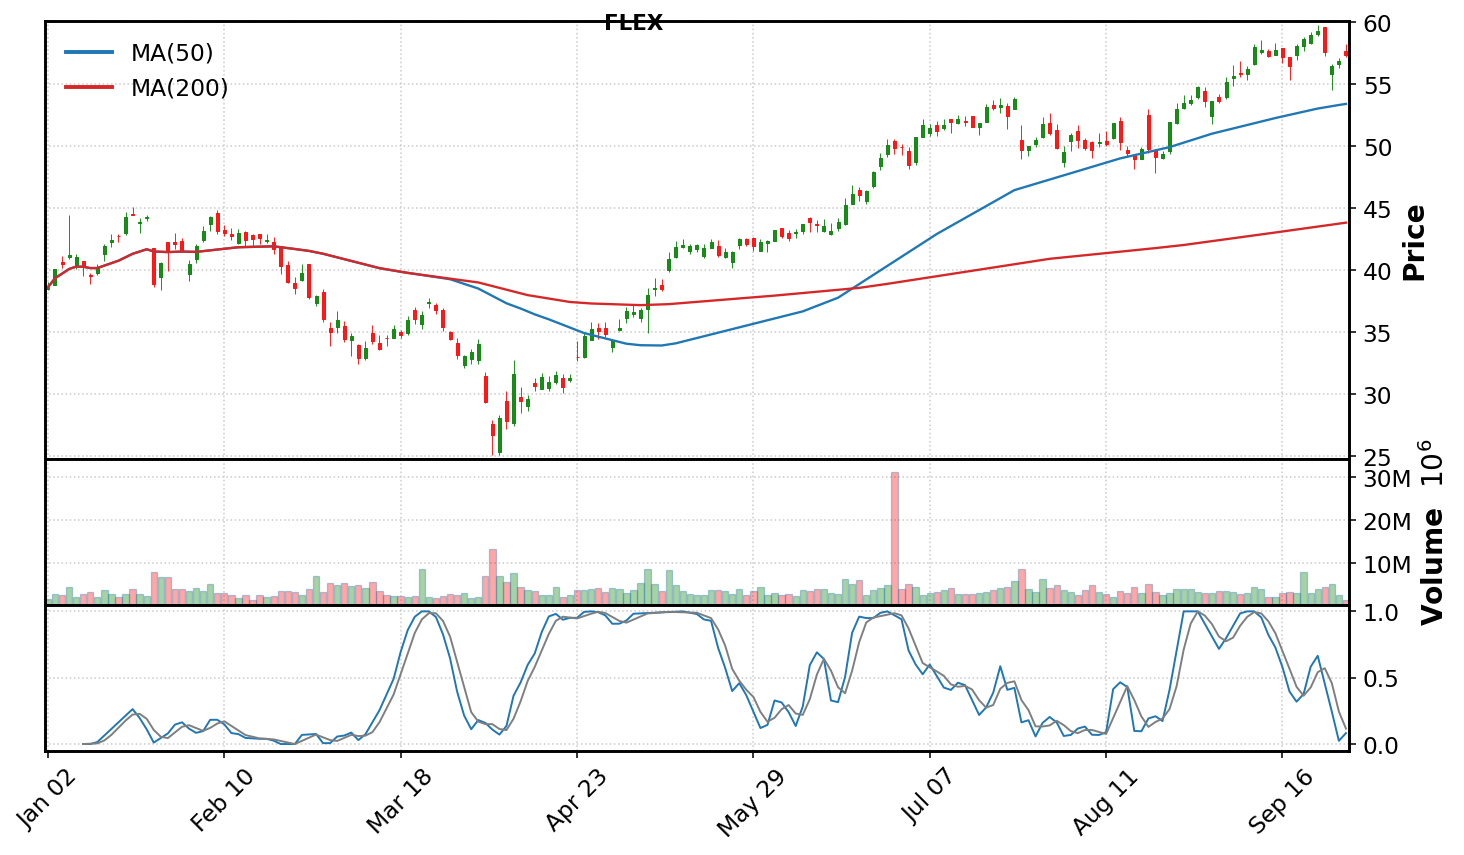 FLEX
MA(50)
MA(200)
60
55
50
45
40
35
30
25
Price
30M
20M
10M
Volume 10^6
1.0
0.5
0.0
Jan 02
Feb 10
Mar 18
Apr 23
May 29
Jul 07
Aug 11
Sep 16